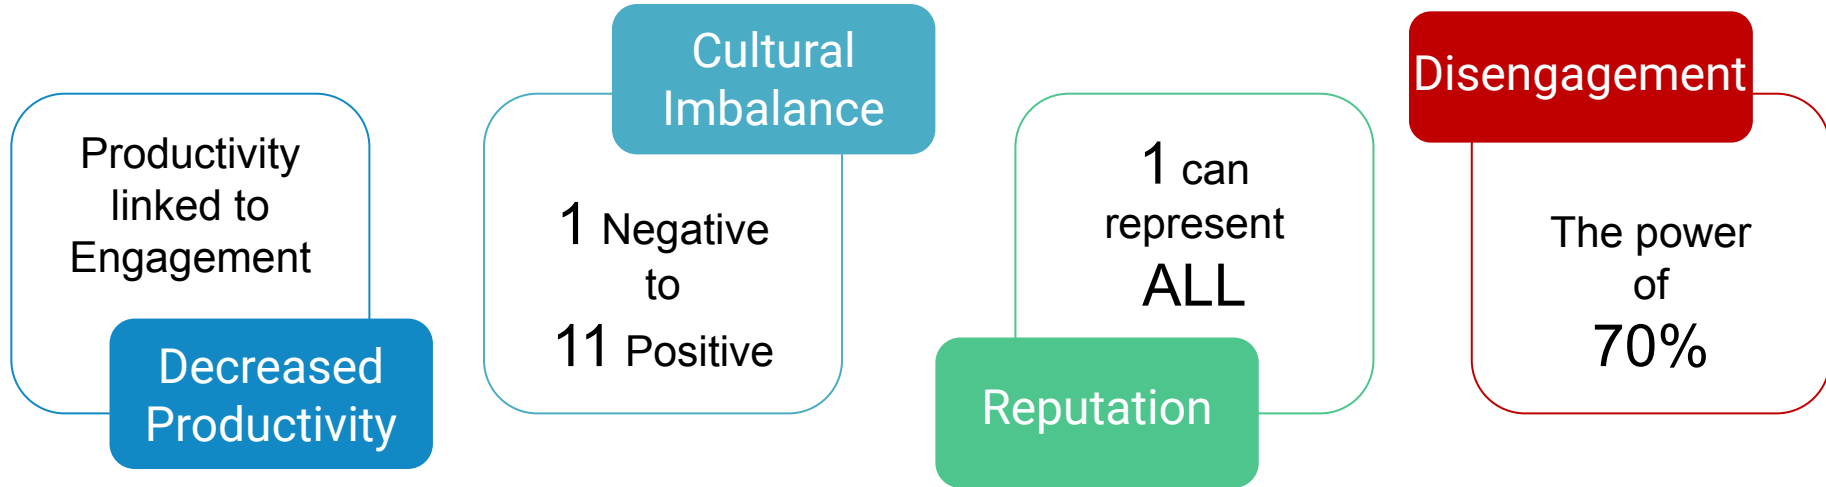 Productivity
linked to
Engagement
Decreased
Productivity
Cultural
Imbalance
1 Negative
to
11 Positive
1 can
represent
ALL
Reputation
Disengagement
The power
of
70%